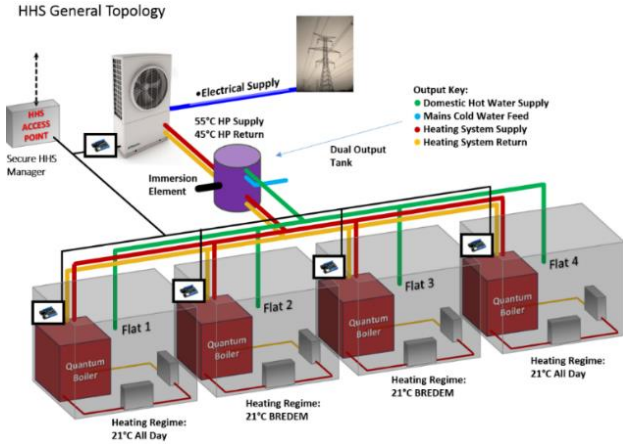 HHS General Topology
•Electrical Supply
55°C HP Supply
45°C HP Return
HHS
ACCESS
POINT
Secure HHS
Manager
Immersion
Element
Dual Output
Tank
Output Key:
Domestic Hot Water Supply
Mains Cold Water Feed
Heating System Supply
Heating System Return
Flat 1
Flat 2
Flat 3
Flat 4
Quantum
Boiler
Quantum
Boiler
Quantum
Boiler
Quantum
Boiler
Heating Regime:
21°C All Day
Heating Regime:
21°C BREDEM
Heating Regime:
21°C BREDEM
Heating Regime:
21°C All Day